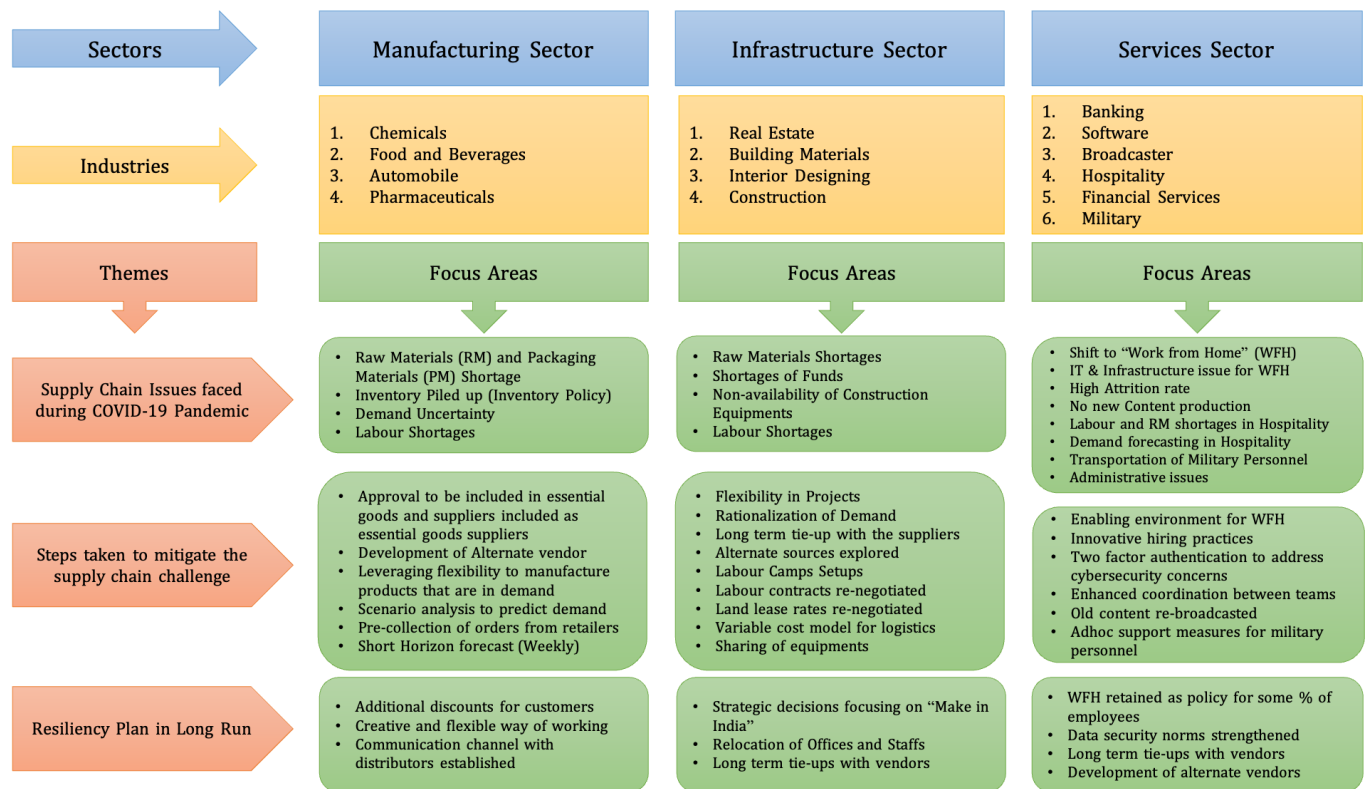 Sectors
Manufacturing Sector
Infrastructure Sector
Services Sector
Industries
1. Chemicals
2. Food and Beverages
3. Automobile
4. Pharmaceuticals
1. Real Estate
2. Building Materials
3. Interior Designing
4. Construction
1. Banking
2. Software
3. Broadcaster
4. Hospitality
5. Financial Services
6. Military
Themes
Focus Areas
Focus Areas
Focus Areas
Supply Chain Issues faced
during COVID-19 Pandemic
• Raw Materials (RM) and Packaging
Materials (PM) Shortage
• Inventory Piled up (Inventory Policy)
• Demand Uncertainty
• Labour Shortages
• Raw Materials Shortages
• Shortages of Funds
• Non-availability of Construction
Equipments
• Labour Shortages
• Shift to “Work from Home” (WFH)
• IT & Infrastructure issue for WFH
• High Attrition rate
• No new Content production
• Labour and RM shortages in Hospitality
• Demand forecasting in Hospitality
• Transportation of Military Personnel
• Administrative issues
Steps taken to mitigate the
supply chain challenge
• Approval to be included in essential
goods and suppliers included as
essential goods suppliers
• Development of Alternate vendor
• Leveraging flexibility to manufacture
products that are in demand
• Scenario analysis to predict demand
• Pre-collection of orders from retailers
• Short Horizon forecast (Weekly)
• Flexibility in Projects
• Rationalization of Demand
• Long term tie-up with the suppliers
• Alternate sources explored
• Labour Camps Setups
• Labour contracts re-negotiated
• Land lease rates re-negotiated
• Variable cost model for logistics
• Sharing of equipments
• Enabling environment for WFH
• Innovative hiring practices
• Two factor authentication to address
cybersecurity concerns
• Enhanced coordination between teams
• Old content re-broadcasted
• Adhoc support measures for military
personnel
Resiliency Plan in Long Run
• Additional discounts for customers
• Creative and flexible way of working
• Communication channel with
distributors established
• Strategic decisions focusing on “Make in
India”
• Relocation of Offices and Staffs
• Long term tie-ups with vendors
• WFH retained as policy for some % of
employees
• Data security norms strengthened
• Long term tie-ups with vendors
• Development of alternate vendors